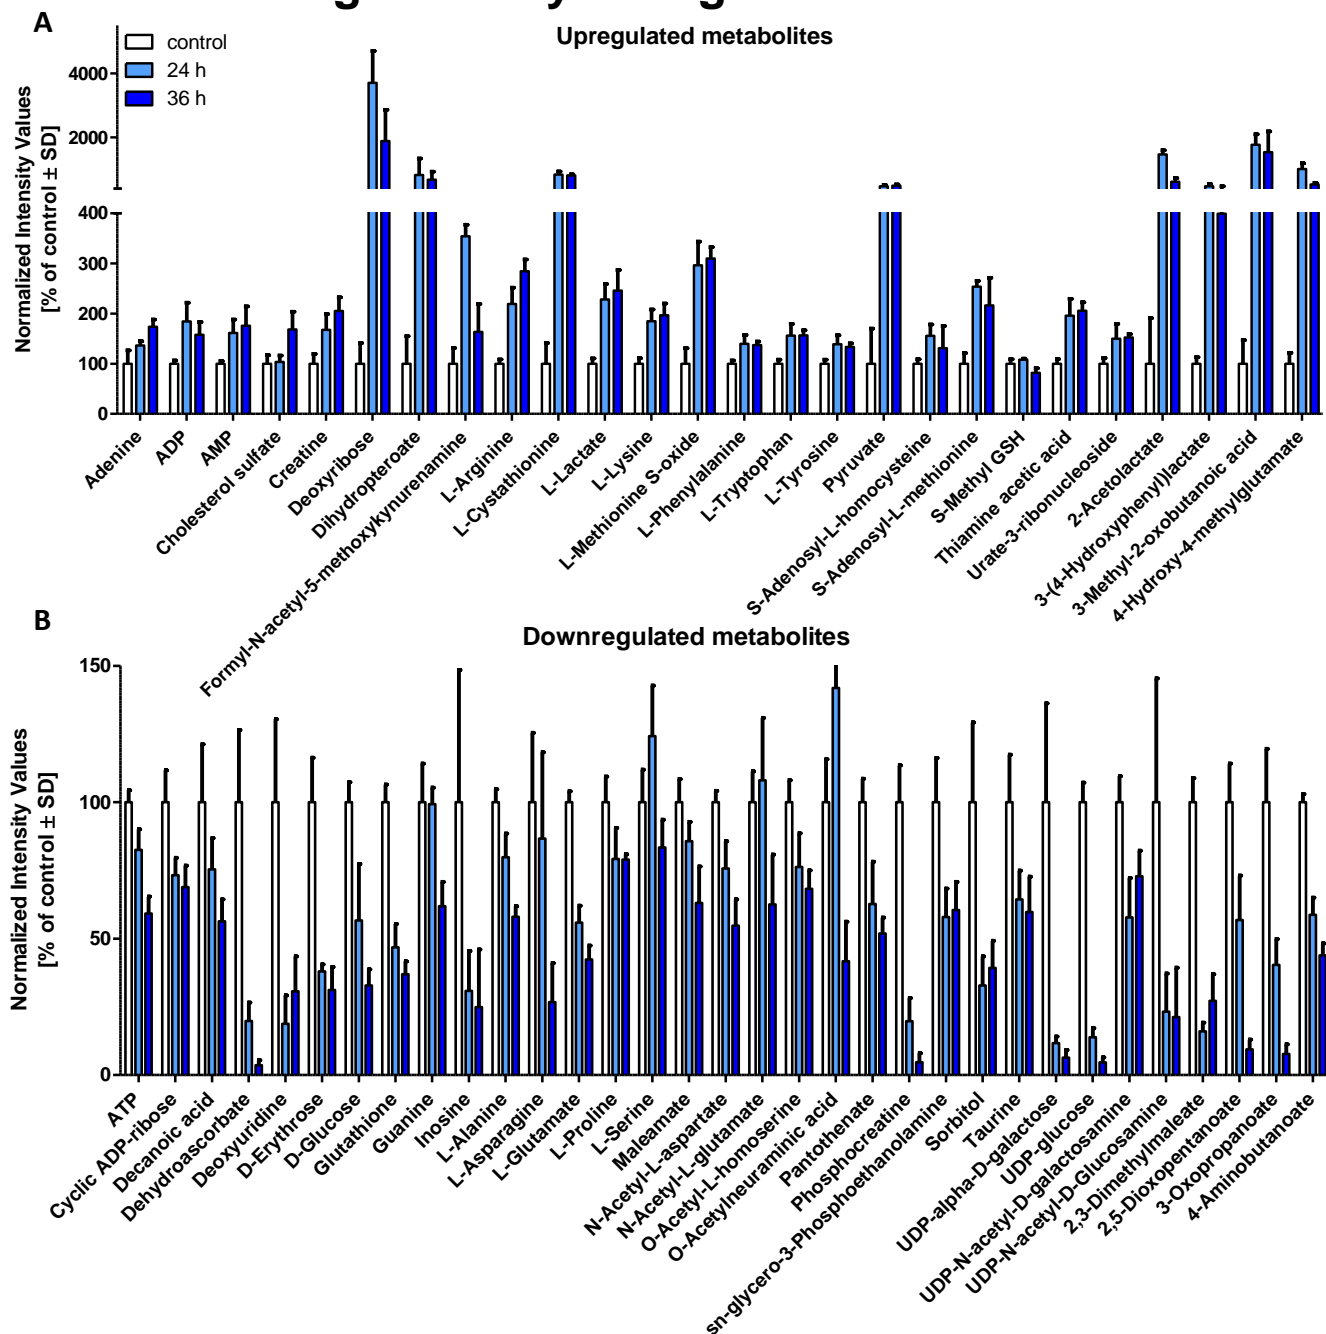 A
Upregulated metabolites
control
24 h
36 h
Normalized Intensity Values
[% of control ± SD]
4000
2000
400
300
200
100
0
Adenine
ADP
AMP
Cholesterol sulfate
Creatine
Deoxyribose
Dihydropteroate
Formyl-N-acetyl-5-methoxykynurenamine
L-Arginine
L-Cystathionine
L-Lactate
L-Lysine
L-Methionine S-oxide
L-Phenylalanine
L-Tryptophan
L-Tyrosine
Pyruvate
S-Adenosyl-L-homocysteine
S-Adenosyl-L-methionine
S-Methyl GSH
Thiamine acetic acid
Urate-3-ribonucleoside
2-Acetolactate
3-(4-Hydroxyphenyl)lactate
3-Methyl-2-oxobutanoic acid
4-Hydroxy-4-methylglutamate
B
Downregulated metabolites
Normalized Intensity Values
[% of control ± SD]
150
100
50
0
ATP
Cyclic ADP-ribose
Decanoic acid
Dehydroascorbate
Deoxyuridine
D-Erythrose
D-Glucose
Glutathione
Guanine
Inosine
L-Alanine
L-Asparagine
L-Glutamate
L-Proline
L-Serine
Maleamate
N-Acetyl-L-aspartate
N-Acetyl-L-glutamate
O-Acetyl-L-homoserine
O-Acetylneuraminic acid
Pantothenate
Phosphocreatine
sn-glycero-3-Phosphoethanolamine
Sorbitol
Taurine
UDP-alpha-D-galactose
UDP-glucose
UDP-N-acetyl-D-galactosamine
UDP-N-acetyl-D-Glucosamine
2,3-Dimethylmaleate
2,5-Dioxopentanoate
3-Oxopropanoate
4-Aminobutanoate